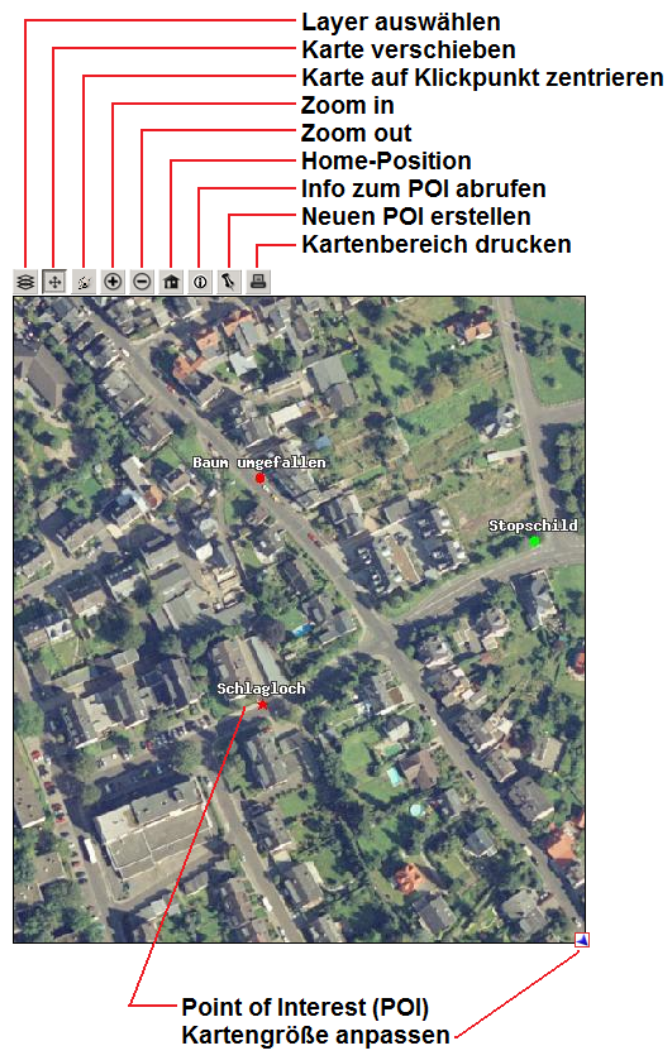 Layer auswählen
Karte verschieben
Karte auf Klickpunkt zentrieren
Zoom in
Zoom out
Home-Position
Info zum POI abrufen
Neuen POI erstellen
Kartenbereich drucken
Baum umgefallen
Stopschild
Schlagloch
Point of Interest (POI)
Kartengröße anpassen